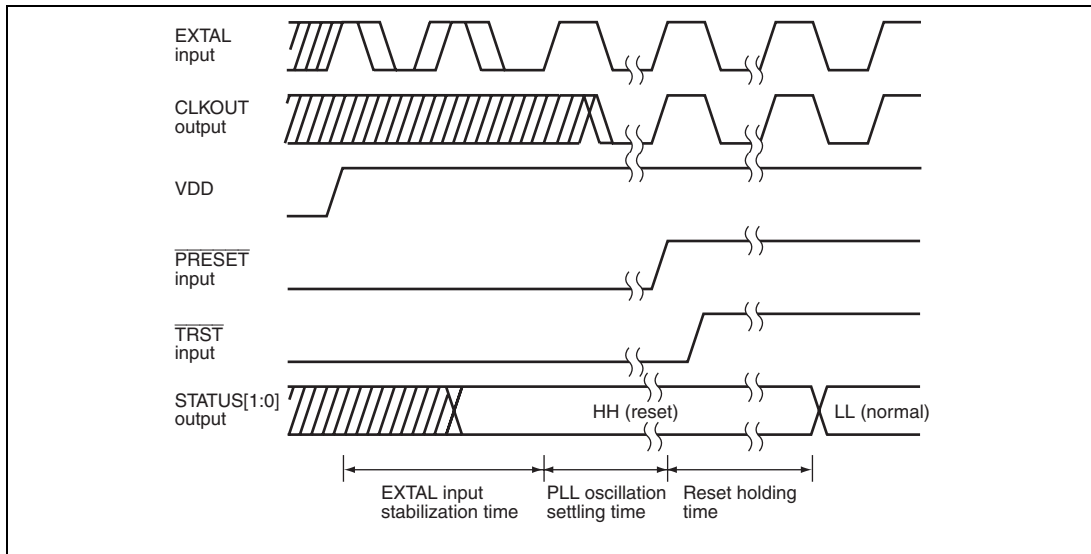 EXTAL
input
CLKOUT
output
VDD
PRESET
input
TRST
input
STATUS[1:0]
output
HH (reset)
LL (normal)
EXTAL input
stabilization time
PLL oscillation
settling time
Reset holding
time